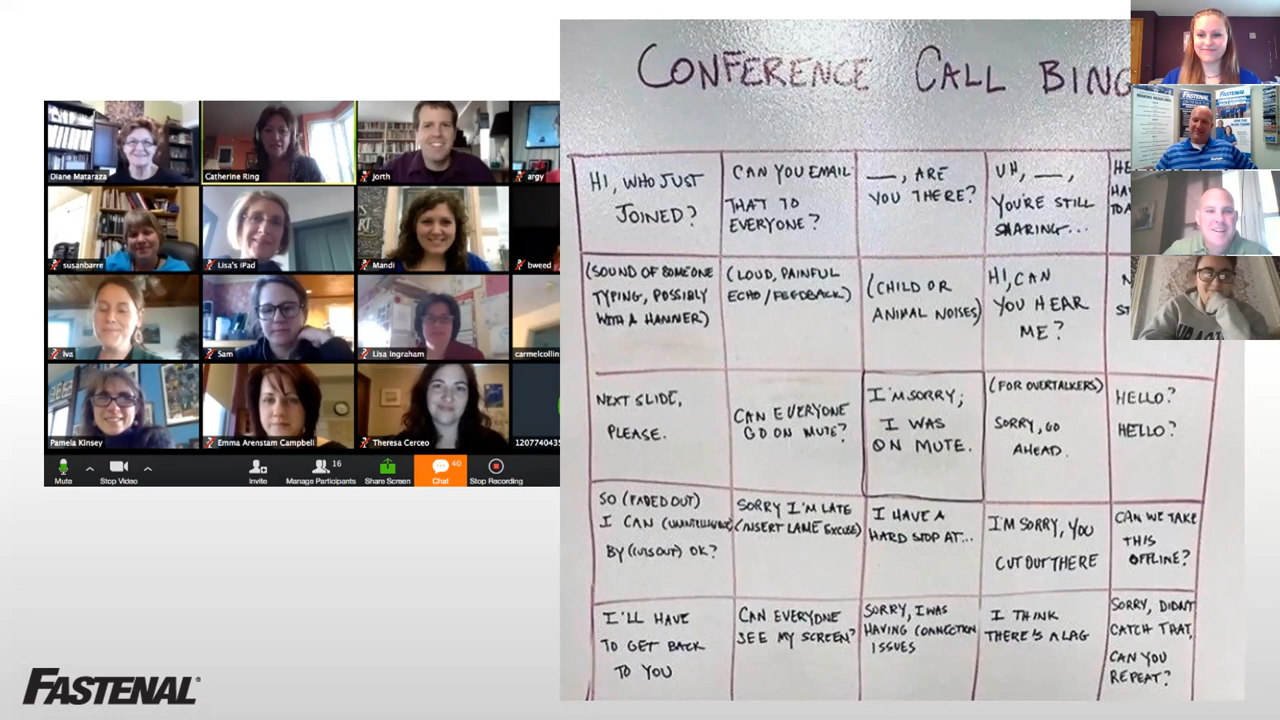 CONFERENCE CALL BING
HI, WHO JUST
JOINED?
CAN YOU EMAIL
THAT TO
EVERYONE?
___, ARE
YOU THERE?
UH, ___,
YOU'RE STILL
SHARING...
(SOUND OF SOMEONE
TYPING, POSSIBLY
WITH A HAMMER)
(LOUD, PAINFUL
ECHO/FEEDBACK)
(CHILD OR
ANIMAL NOISES)
HI, CAN
YOU HEAR
ME?
NEXT SLIDE,
PLEASE.
CAN EVERYONE
GO ON MUTE?
I'M SORRY;
I WAS
ON MUTE.
(FOR OVERTALKERS)
SORRY, GO
AHEAD.
HELLO?
HELLO?
SO (FADED OUT)
I CAN (UNINTELLIGIBLE)
BY (CUTS OUT) OK?
SORRY I'M LATE
(INSERT LAME EXCUSE)
I HAVE A
HARD STOP AT...
I'M SORRY, YOU
CUT OUT THERE
CAN WE TAKE
THIS
OFFLINE?
I'LL HAVE
TO GET BACK
TO YOU
CAN EVERYONE
SEE MY SCREEN?
SORRY, I WAS
HAVING CONNECTION
ISSUES
I THINK
THERE'S A LAG
SORRY, DIDN'T
CATCH THAT,
CAN YOU
REPEAT?
Diane Mataraza
Catherine Ring
Jorth
argy
susanbarre
Lisa's iPad
Mandi
bweed
Iva
Sam
Lisa Ingraham
carmelcollin
Pamela Kinsey
Emma Arenstam Campbell
Theresa Cerceo
1207740435
Mute
Stop Video
Invite
16
Manage Participants
Share Screen
40
Chat
Stop Recording
FASTENAL
FASTENAL
FASTENAL®